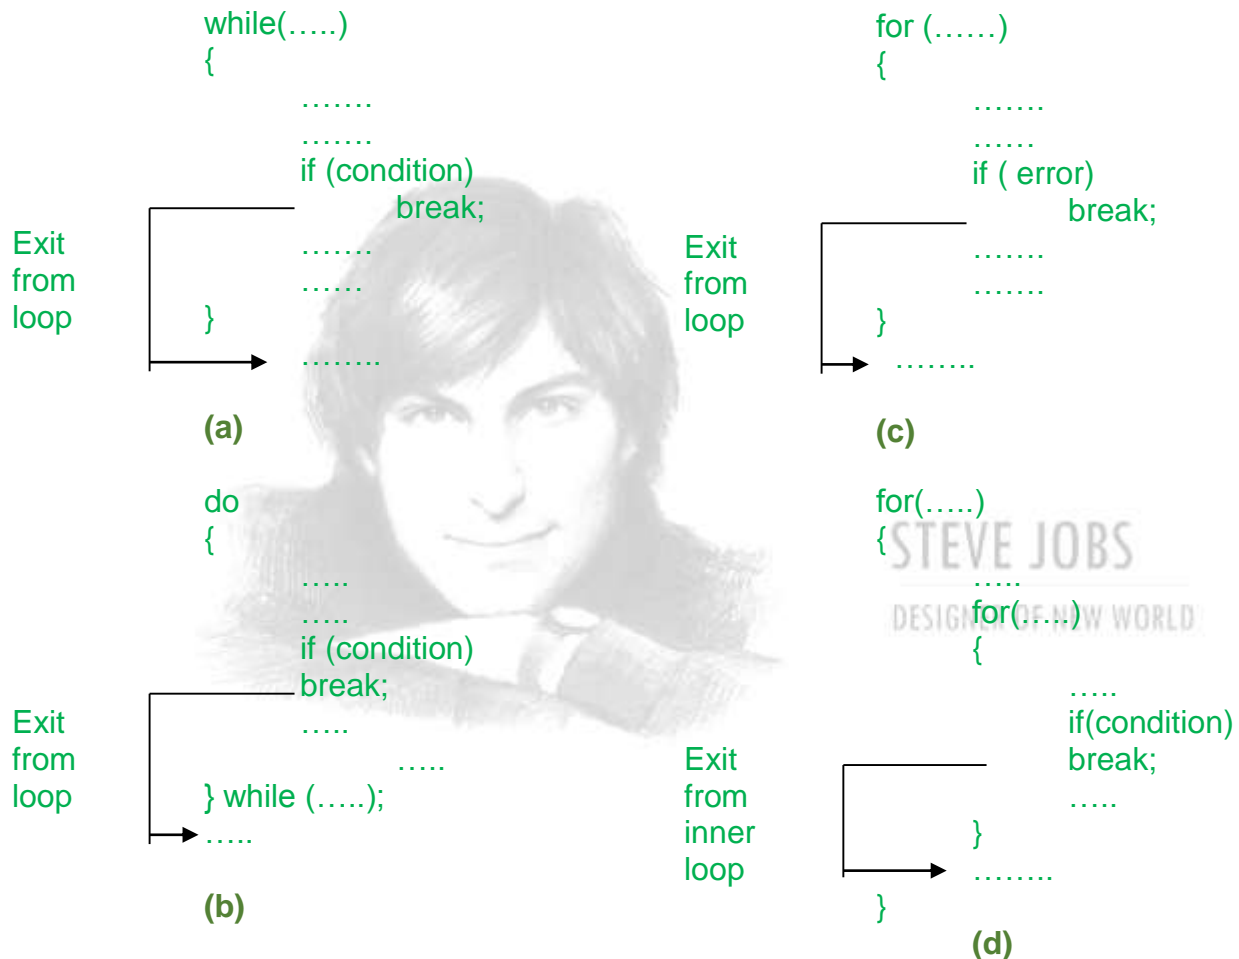 while(…..)
{
…….
…….
if (condition)
break;
…….
……
}
……..
Exit
from
loop
(a)
for (……)
{
…….
……
if ( error)
break;
…….
…….
}
……..
Exit
from
loop
(c)
do
{
…..
…..
if (condition)
break;
…..
…..
} while (…..);
…..
Exit
from
loop
(b)
for(…..)
{
…..
for(…..)
{
…..
if(condition)
break;
…..
}
……..
}
Exit
from
inner
loop
(d)
STEVE JOBS
DESIGNER OF NEW WORLD